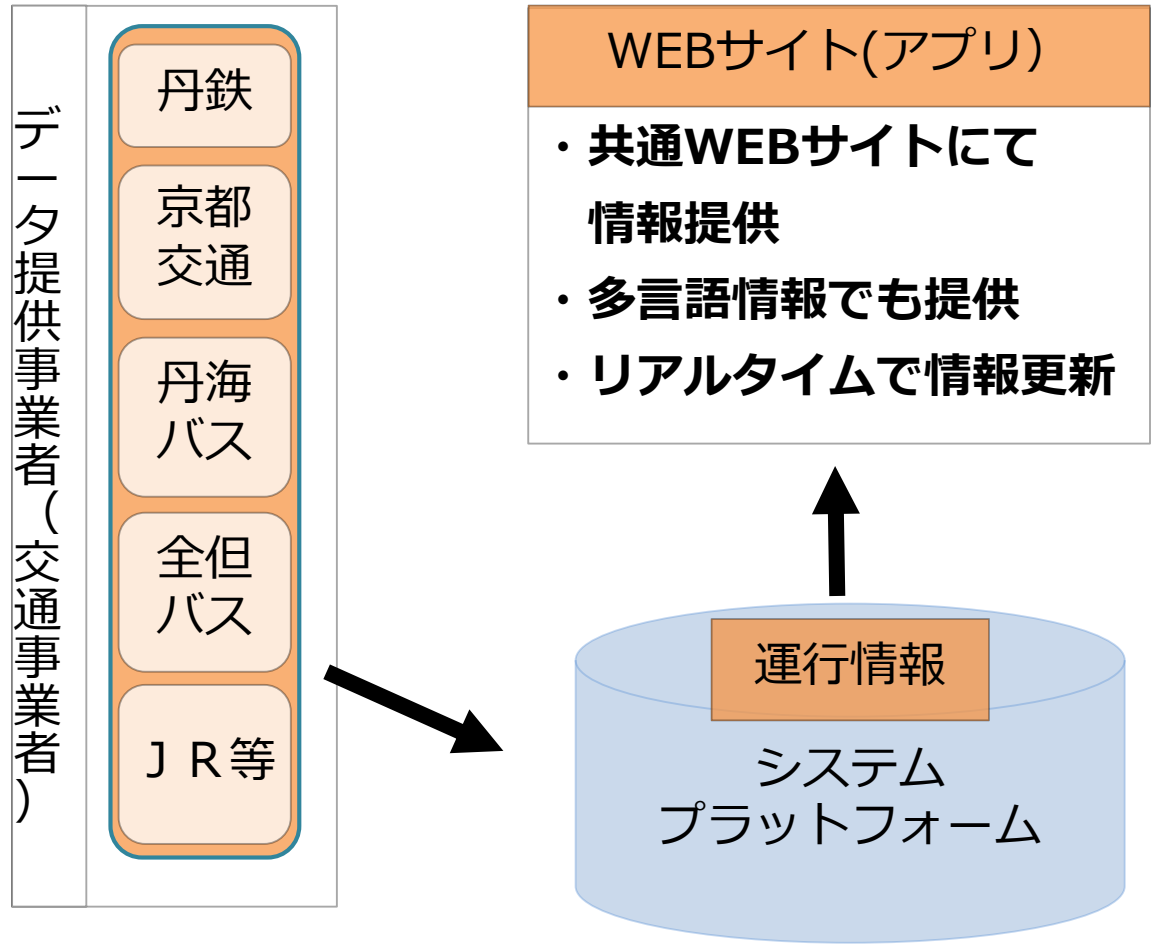 データ提供事業者（交通事業者）
丹鉄
京都
交通
丹海
バス
全但
バス
ＪＲ等
WEBサイト(アプリ）
・共通WEBサイトにて
情報提供
・多言語情報でも提供
・リアルタイムで情報更新
運行情報
システム
プラットフォーム